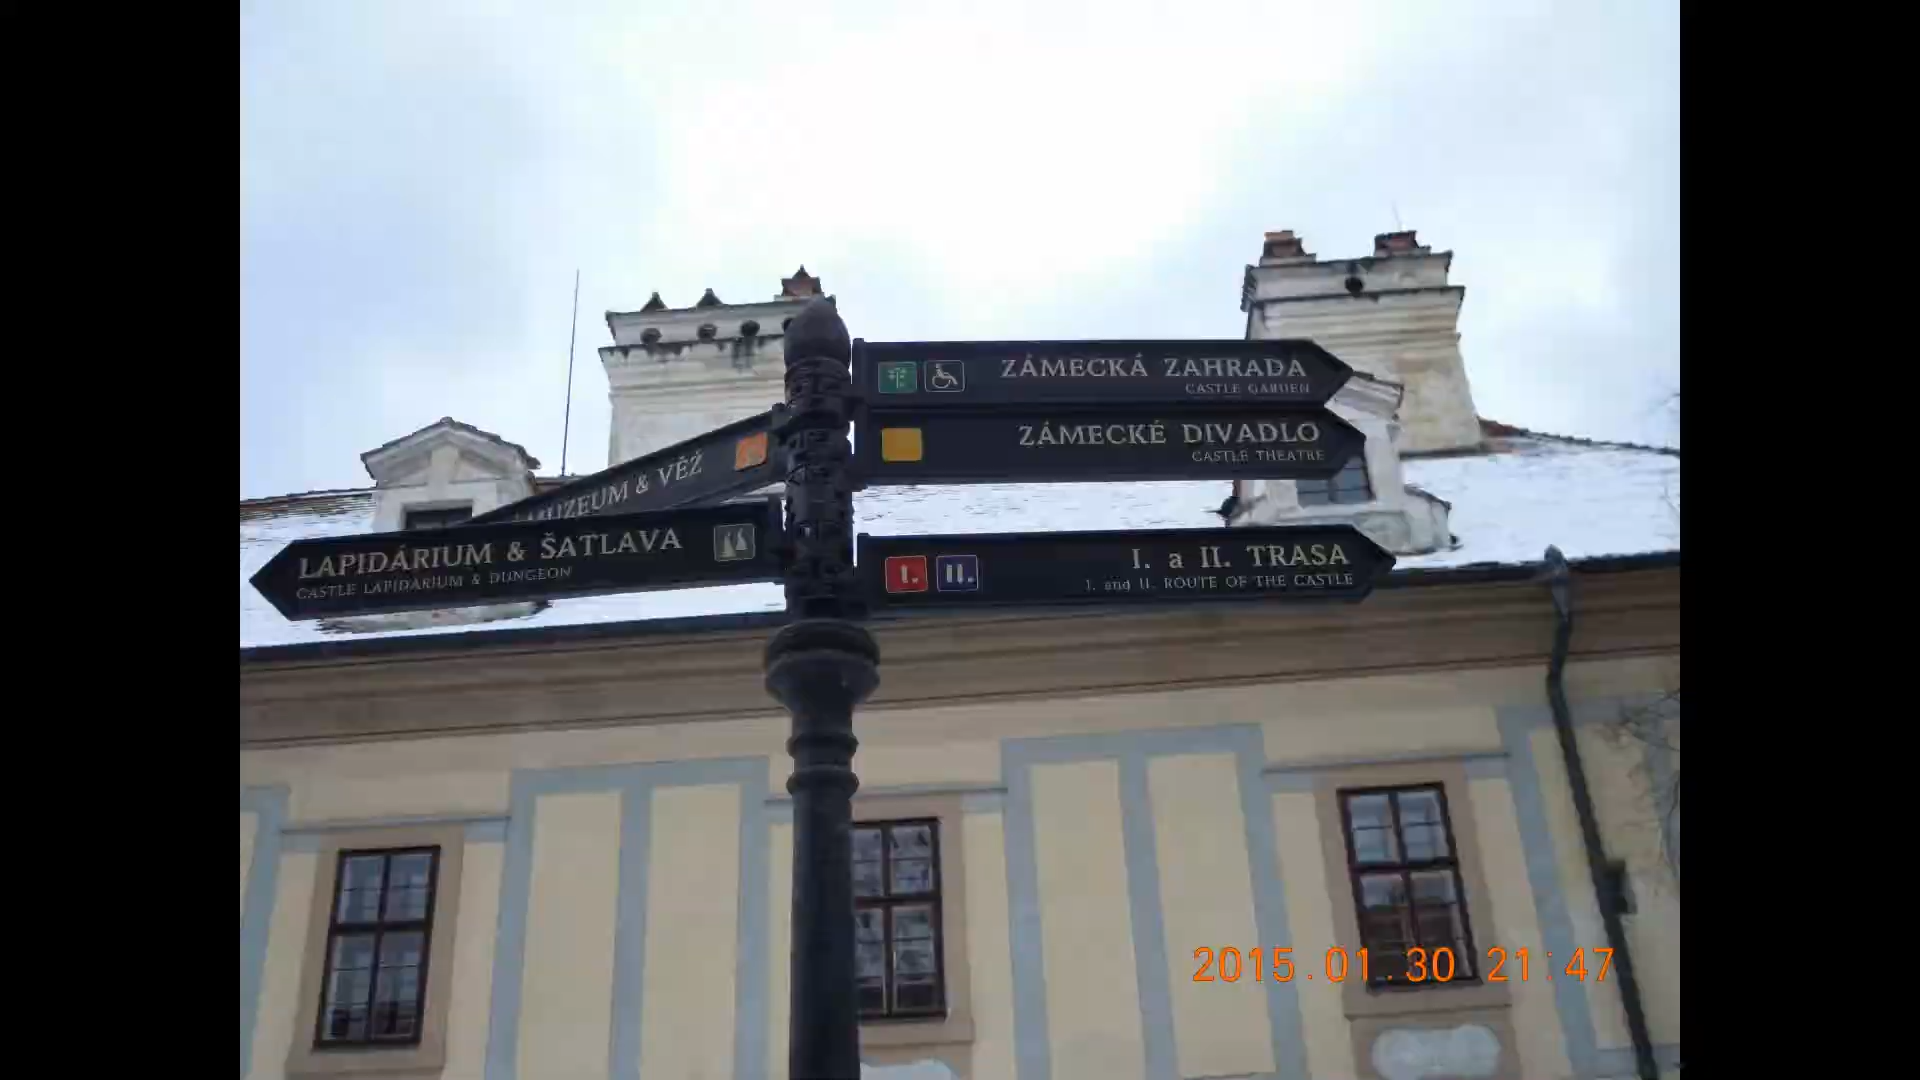 ZÁMECKÁ ZAHRADA
CASTLE GARDEN
ZÁMECKÉ DIVADLO
CASTLE THEATRE
MUZEUM & VĚŽ
LAPIDÁRIUM & ŠATLAVA
CASTLE LAPIDARIUM & DUNGEON
I. II.
I. a II. TRASA
I. and II. ROUTE OF THE CASTLE
2015.01.30 21:47